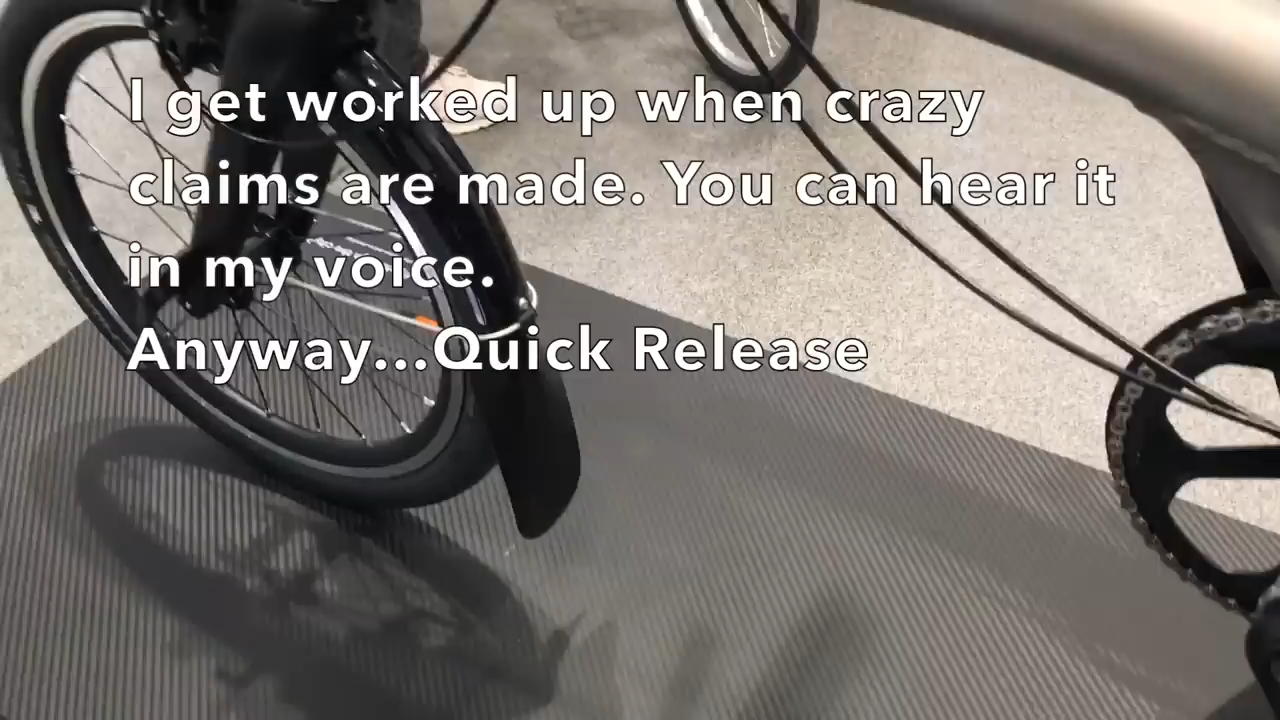 I get worked up when crazy
claims are made. You can hear it
in my voice.
Anyway...Quick Release